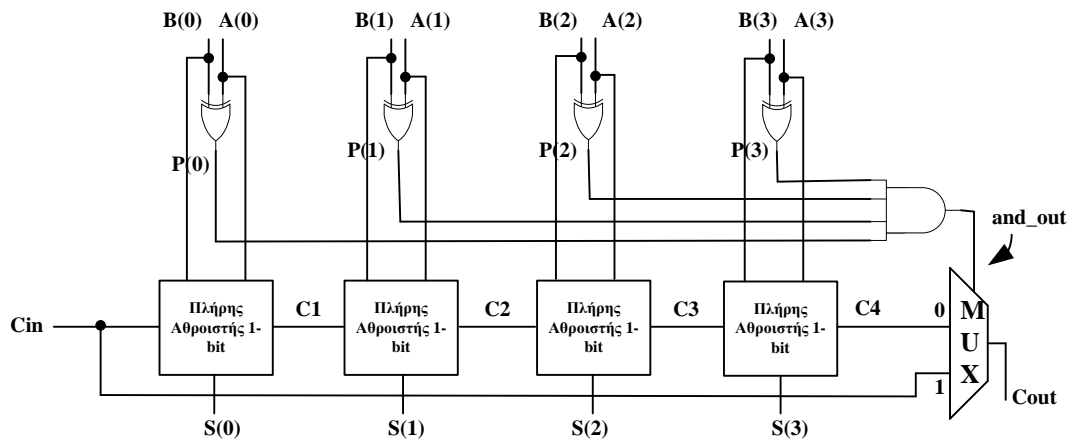 B(0) A(0) B(1) A(1) B(2) A(2) B(3) A(3)
P(0) P(1) P(2) P(3)
and_out
Πλήρης
Αθροιστής 1-
bit
Πλήρης
Αθροιστής 1-
bit
Πλήρης
Αθροιστής 1-
bit
Πλήρης
Αθροιστής 1-
bit
Cin C1 C2 C3 C4 0
1
M
U
X
Cout
S(0) S(1) S(2) S(3)